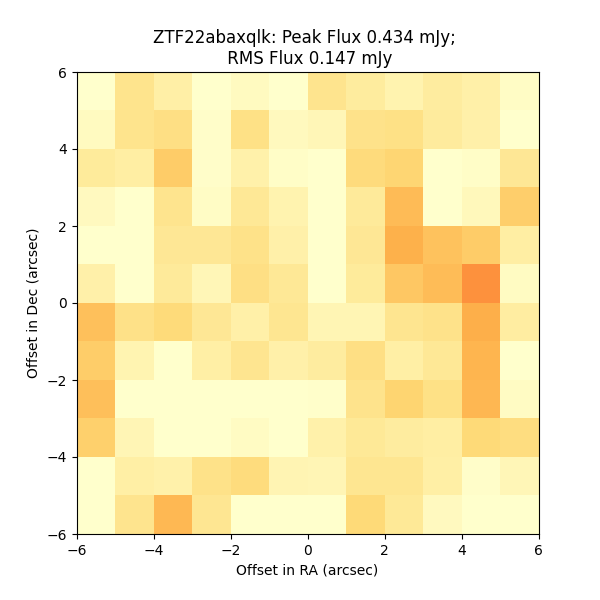 ZTF22abaxqlk: Peak Flux 0.434 mJy;
RMS Flux 0.147 mJy
6
4
2
0
−2
−4
−6
Offset in Dec (arcsec)
−6 −4 −2 0 2 4 6
Offset in RA (arcsec)